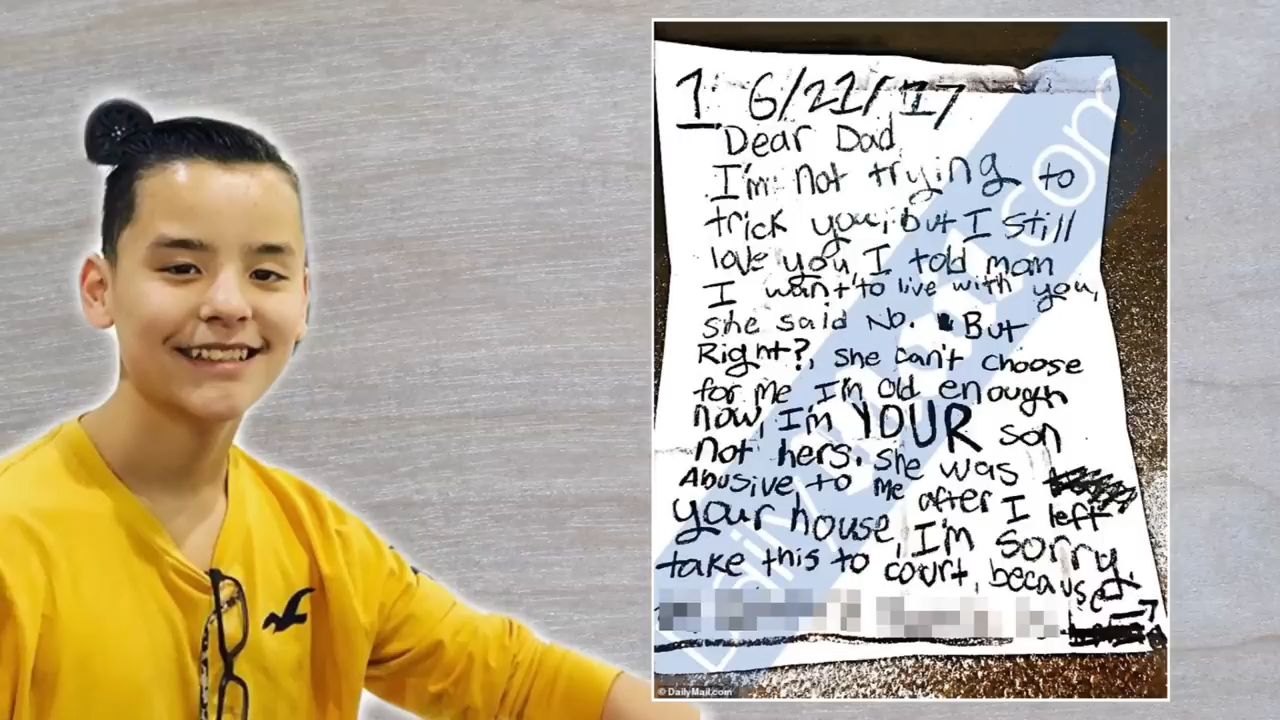 1 6/21/17
Dear Dad
I'm not trying to
trick you, but I still
love you, I told mom
I want to live with you,
she said No. But
Right?, she can't choose
for me I'm old enough
now, I'm YOUR son
not hers. she was
Abusive to me after I left
your house, I'm sorry,
take this to court, because
© DailyMail.com